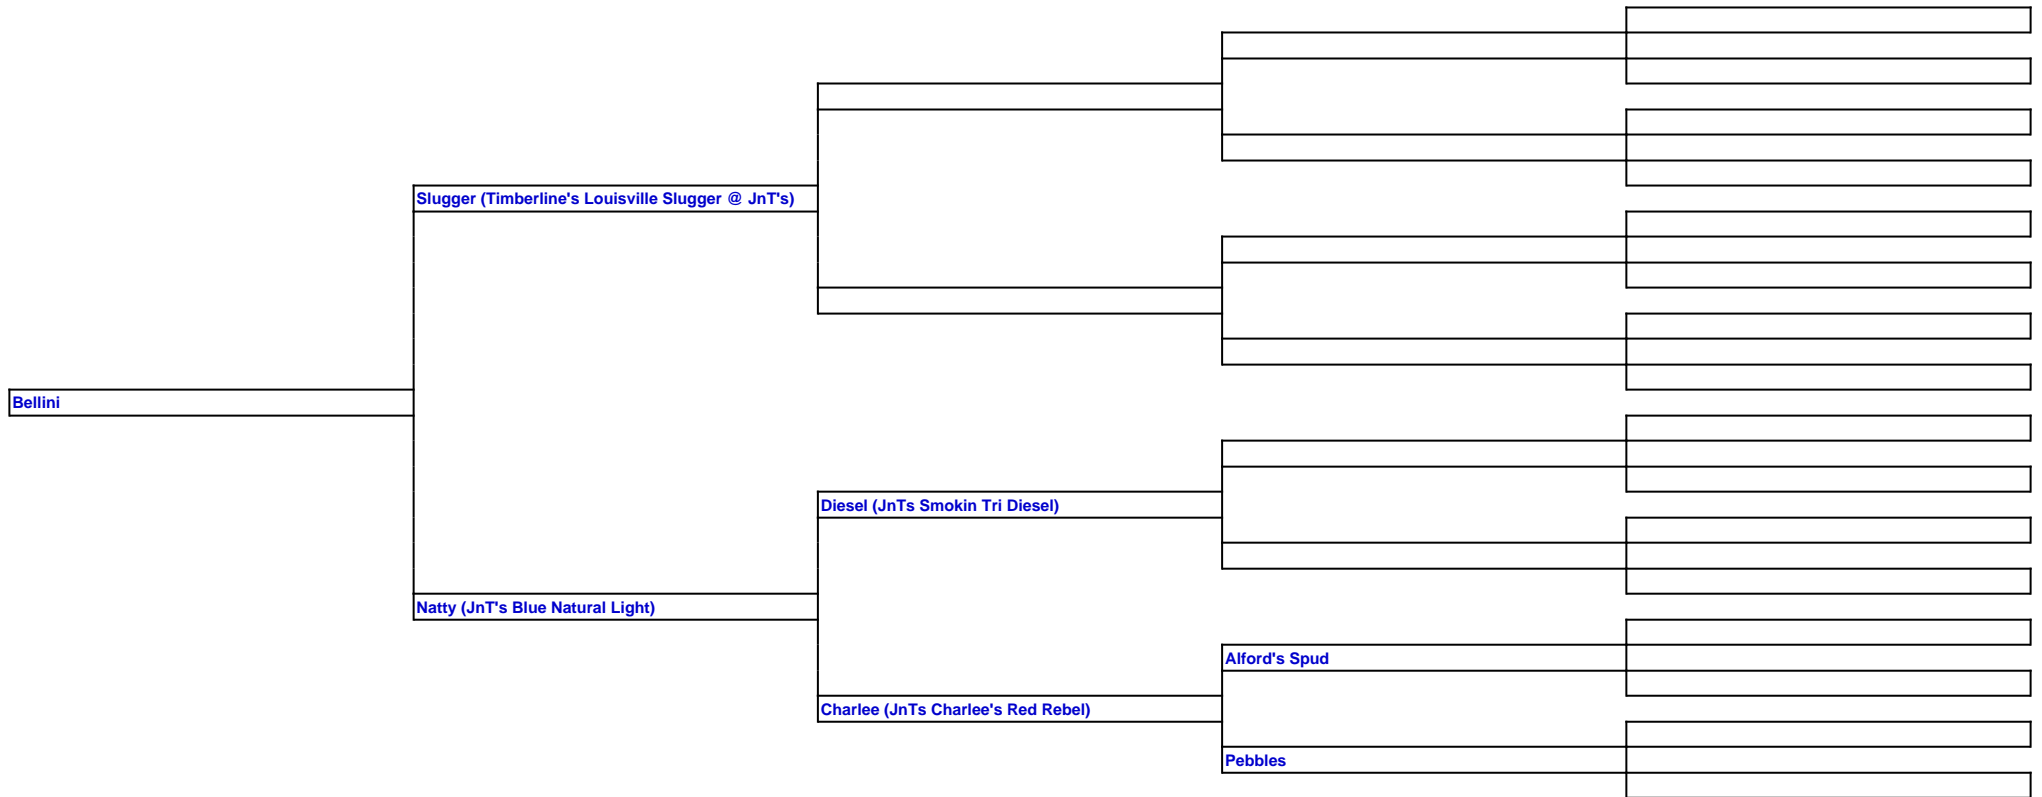 Slugger (Timberline's Louisville Slugger @ JnT's)
Bellini
Diesel (JnTs Smokin Tri Diesel)
Natty (JnT's Blue Natural Light)
Alford's Spud
Charlee (JnTs Charlee's Red Rebel)
Pebbles